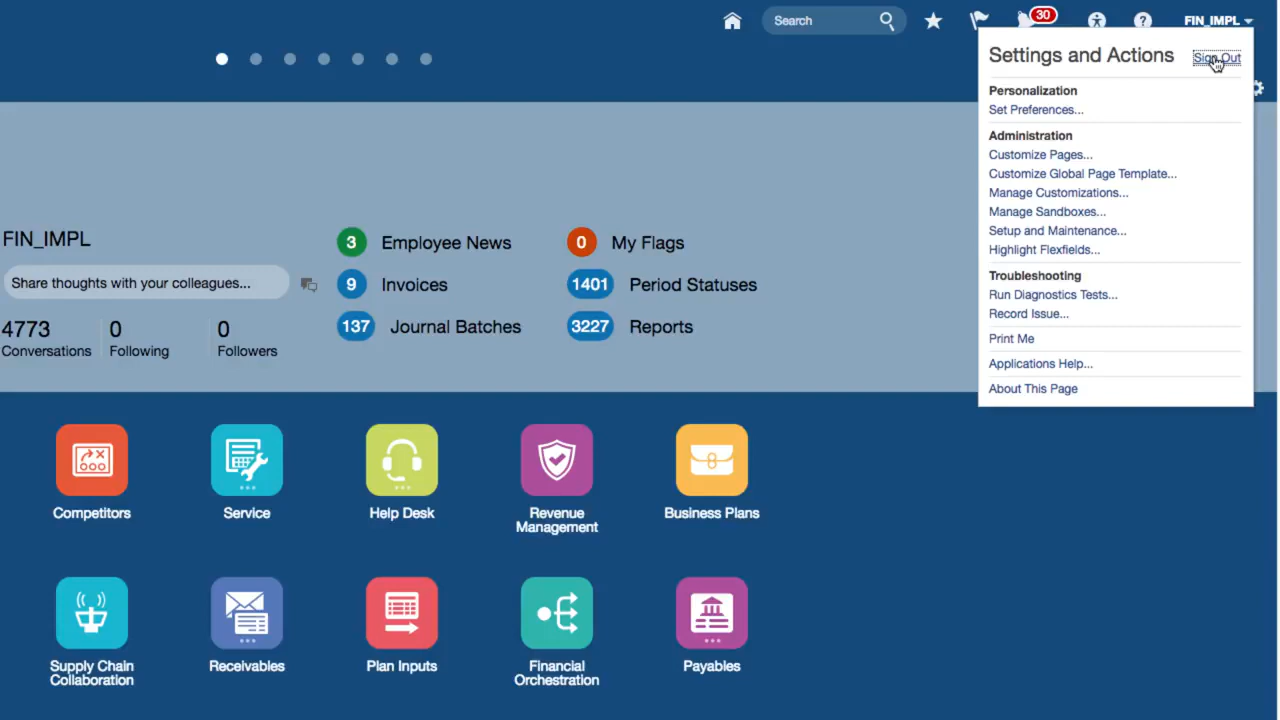 Search
30
FIN_IMPL
Settings and Actions
Sign Out
Personalization
Set Preferences...
Administration
Customize Pages...
Customize Global Page Template...
Manage Customizations...
Manage Sandboxes...
Setup and Maintenance...
Highlight Flexfields...
Troubleshooting
Run Diagnostics Tests...
Record Issue...
Print Me
Applications Help...
About This Page
FIN_IMPL
Share thoughts with your colleagues...
4773
Conversations
0
Following
0
Followers
3 Employee News
0 My Flags
9 Invoices
1401 Period Statuses
137 Journal Batches
3227 Reports
Competitors
Service
Help Desk
Revenue
Management
Business Plans
Supply Chain
Collaboration
Receivables
Plan Inputs
Financial
Orchestration
Payables